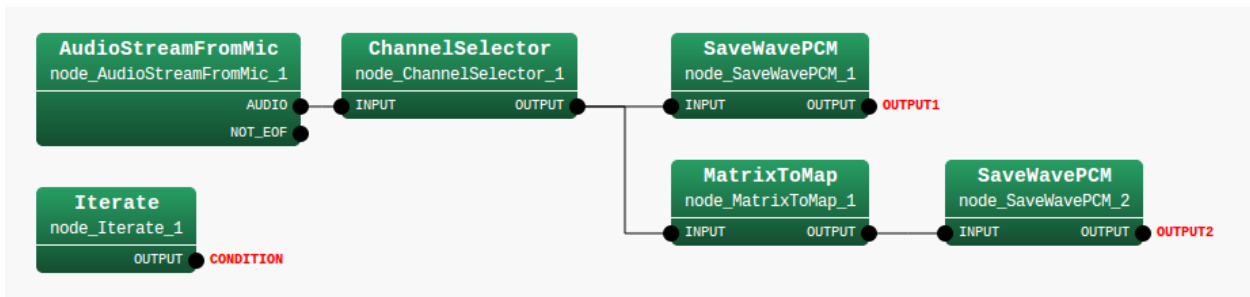 AudioStreamFromMic
node_AudioStreamFromMic_1
AUDIO
NOT_EOF
ChannelSelector
node_ChannelSelector_1
INPUT OUTPUT
SaveWavePCM
node_SaveWavePCM_1
INPUT OUTPUT OUTPUT1
MatrixToMap
node_MatrixToMap_1
INPUT OUTPUT
SaveWavePCM
node_SaveWavePCM_2
INPUT OUTPUT OUTPUT2
Iterate
node_Iterate_1
OUTPUT CONDITION